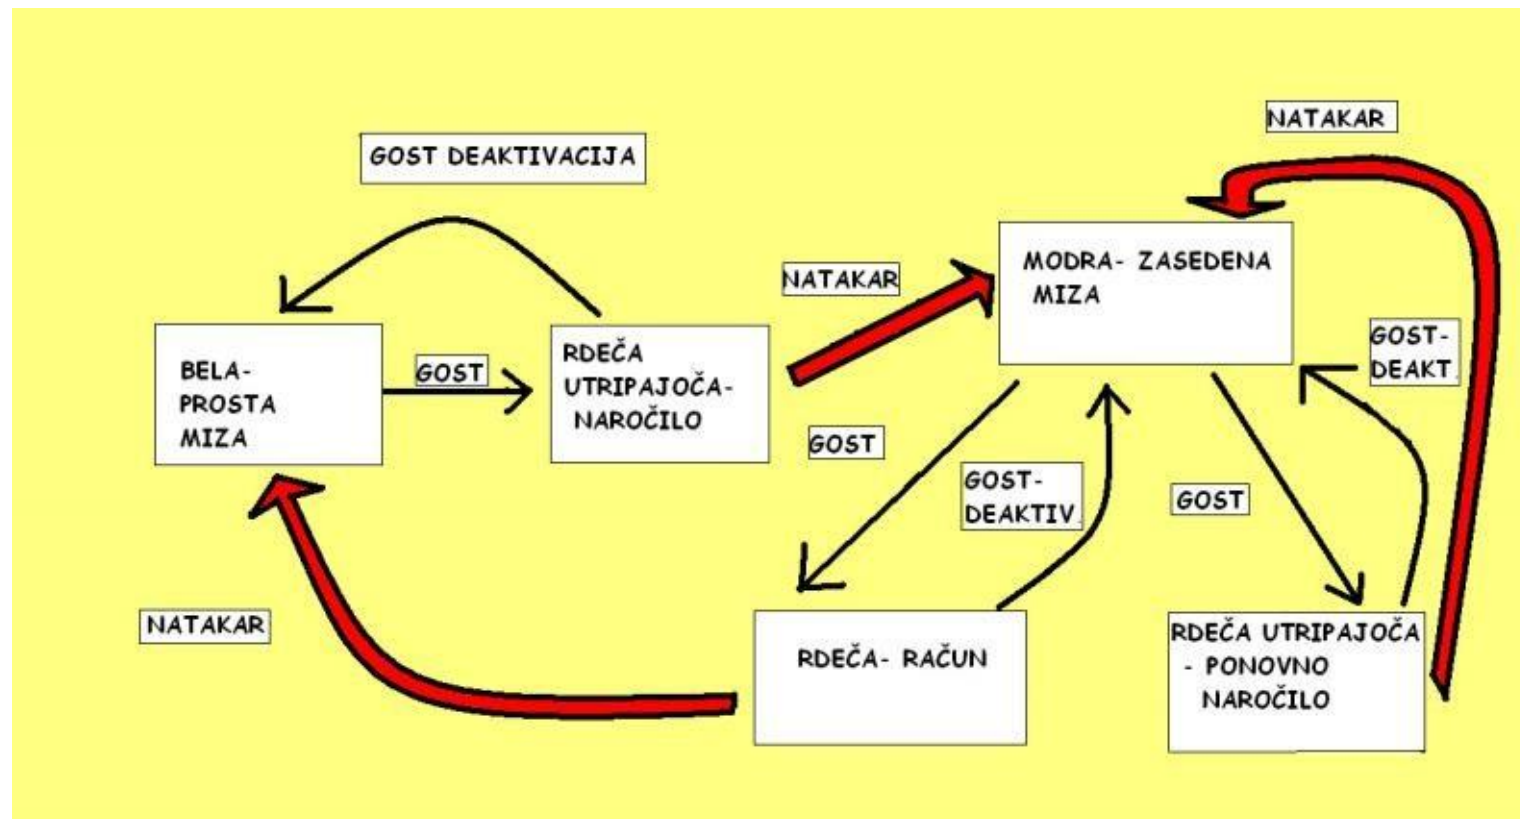 NATAKAR
GOST DEAKTIVACIJA
NATAKAR
MODRA- ZASEDENA
MIZA
BELA-
PROSTA
MIZA
GOST
RDEČA
UTRIPAJOČA-
NAROČILO
GOST-
DEAKT.
GOST
GOST-
DEAKTIV.
GOST
NATAKAR
RDEČA- RAČUN
RDEČA UTRIPAJOČA
- PONOVNO
NAROČILO